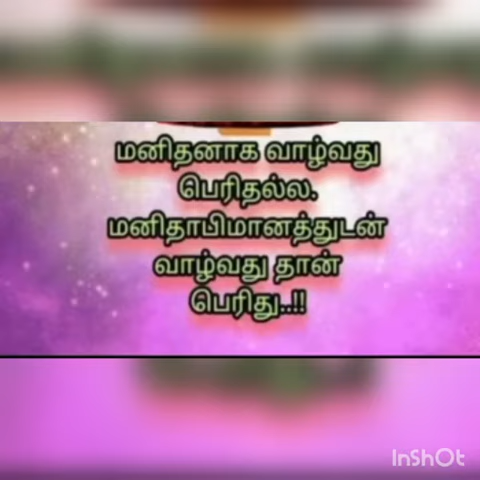 மனிதனாக வாழ்வது
பெரிதல்ல.
மனிதாபிமானத்துடன்
வாழ்வது தான்
பெரிது..!!
InShOt